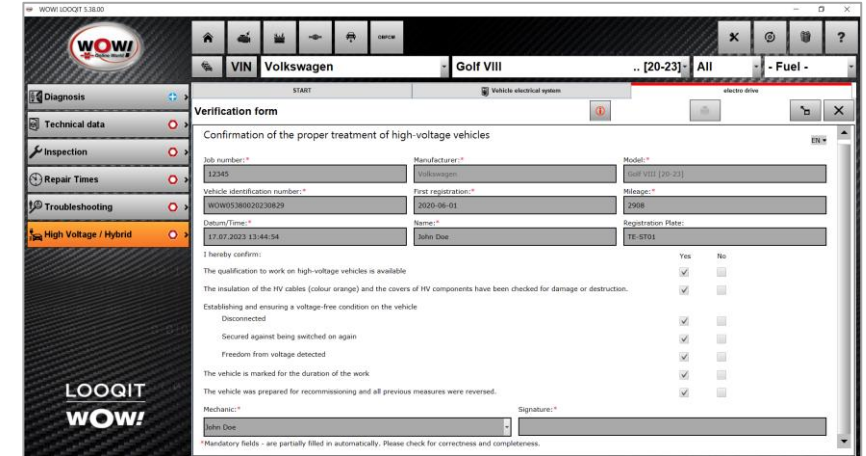 WOW! LOOQIT 5.38.00
WOW!
- Online World -
OBFCM
?
VIN Volkswagen Golf VIII .. [20-23] All - Fuel -
START Vehicle electrical system electro drive
Diagnosis
Technical data
Inspection
Repair Times
Troubleshooting
High Voltage / Hybrid
LOOQIT
WOW!
Verification form
Confirmation of the proper treatment of high-voltage vehicles EN
Job number:* Manufacturer:* Model:*
12345 Volkswagen Golf VIII [20-23]
Vehicle identification number:* First registration:* Mileage:*
WOW05380020230829 2020-06-01 2908
Datum/Time:* Name:* Registration Plate:
17.07.2023 13:44:54 John Doe TE-ST01
I hereby confirm: Yes No
The qualification to work on high-voltage vehicles is available
The insulation of the HV cables (colour orange) and the covers of HV components have been checked for damage or destruction.
Establishing and ensuring a voltage-free condition on the vehicle
Disconnected
Secured against being switched on again
Freedom from voltage detected
The vehicle is marked for the duration of the work
The vehicle was prepared for recommissioning and all previous measures were reversed.
Mechanic:* Signature:*
John Doe
*Mandatory fields - are partially filled in automatically. Please check for correctness and completeness.